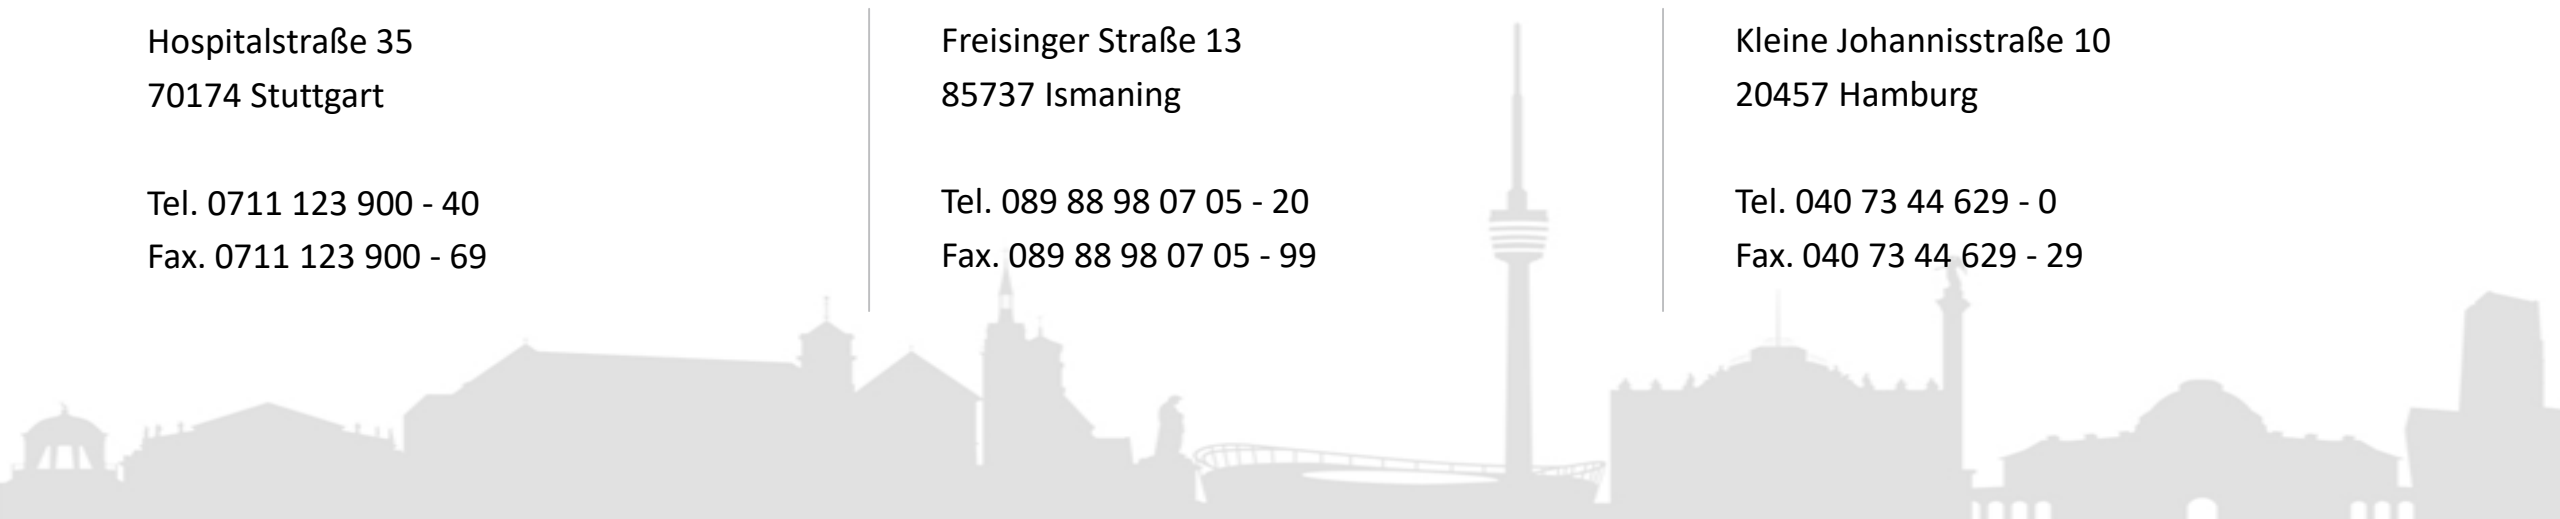 Hospitalstraße 35
70174 Stuttgart
Tel. 0711 123 900 - 40
Fax. 0711 123 900 - 69
Freisinger Straße 13
85737 Ismaning
Tel. 089 88 98 07 05 - 20
Fax. 089 88 98 07 05 - 99
Kleine Johannisstraße 10
20457 Hamburg
Tel. 040 73 44 629 - 0
Fax. 040 73 44 629 - 29